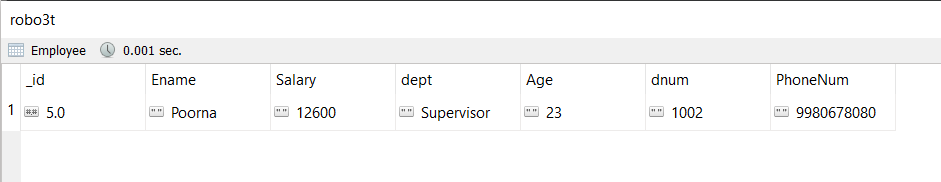 robo3t
Employee 0.001 sec.
_id Ename Salary dept Age dnum PhoneNum
1 5.0 Poorna 12600 Supervisor 23 1002 9980678080